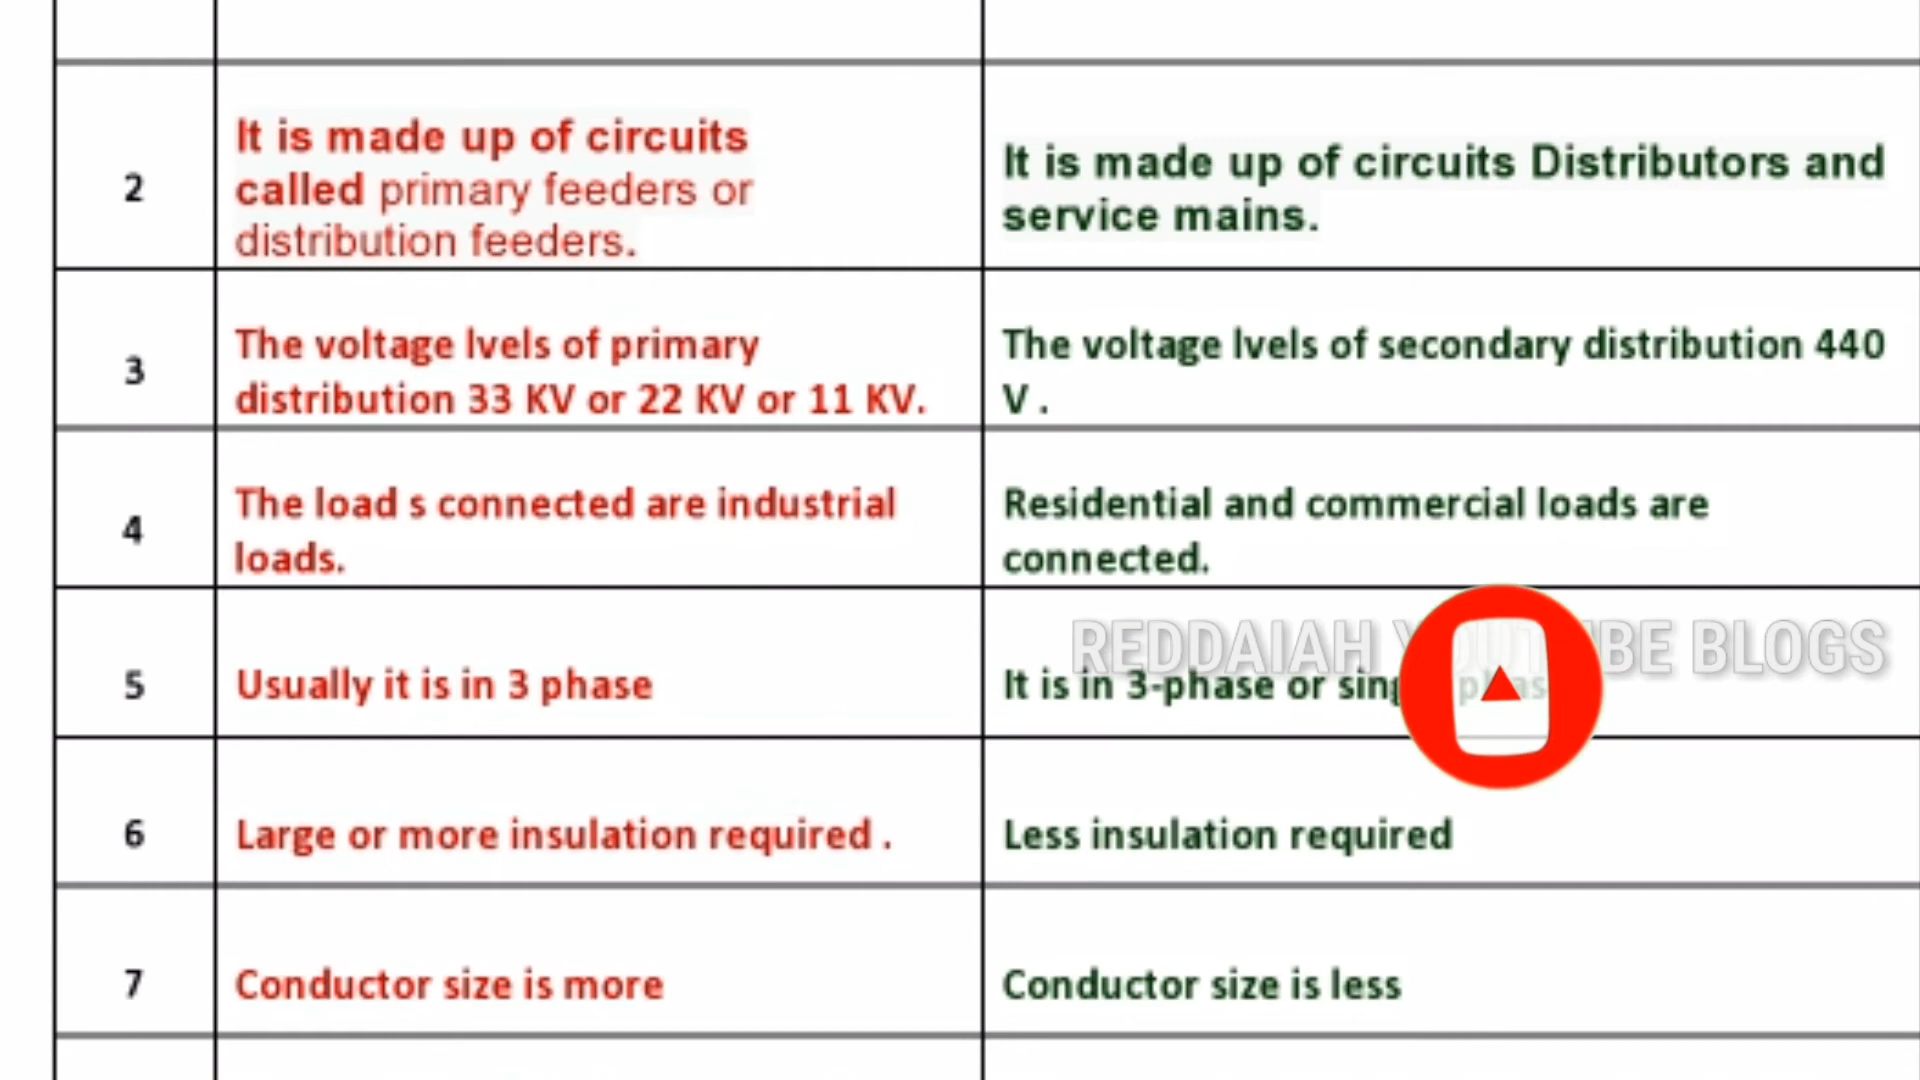 2
It is made up of circuits
called primary feeders or
distribution feeders.
It is made up of circuits Distributors and
service mains.
3
The voltage lvels of primary
distribution 33 KV or 22 KV or 11 KV.
The voltage lvels of secondary distribution 440
V .
4
The load s connected are industrial
loads.
Residential and commercial loads are
connected.
REDDAIAH YOUTUBE BLOGS
5
Usually it is in 3 phase
It is in 3-phase or
6
Large or more insulation required .
Less insulation required
7
Conductor size is more
Conductor size is less